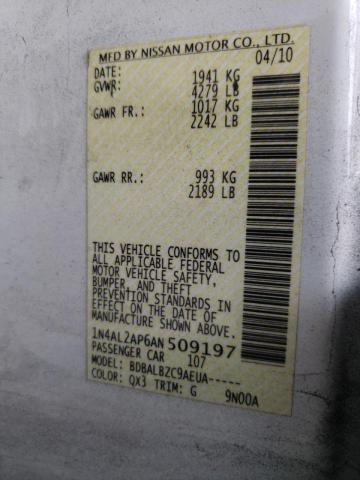 MFD BY NISSAN MOTOR CO., LTD.
DATE: 04/10
GVWR: 1941 KG
4279 LB
GAWR FR.: 1017 KG
2242 LB
GAWR RR.: 993 KG
2189 LB
THIS VEHICLE CONFORMS TO
ALL APPLICABLE FEDERAL
MOTOR VEHICLE SAFETY,
BUMPER, AND THEFT
PREVENTION STANDARDS IN
EFFECT ON THE DATE OF
MANUFACTURE SHOWN ABOVE.
1N4AL2AP6AN509197
PASSENGER CAR 107
MODEL: BDBALBZC9AEUA-----
COLOR: QX3 TRIM: G 9N00A